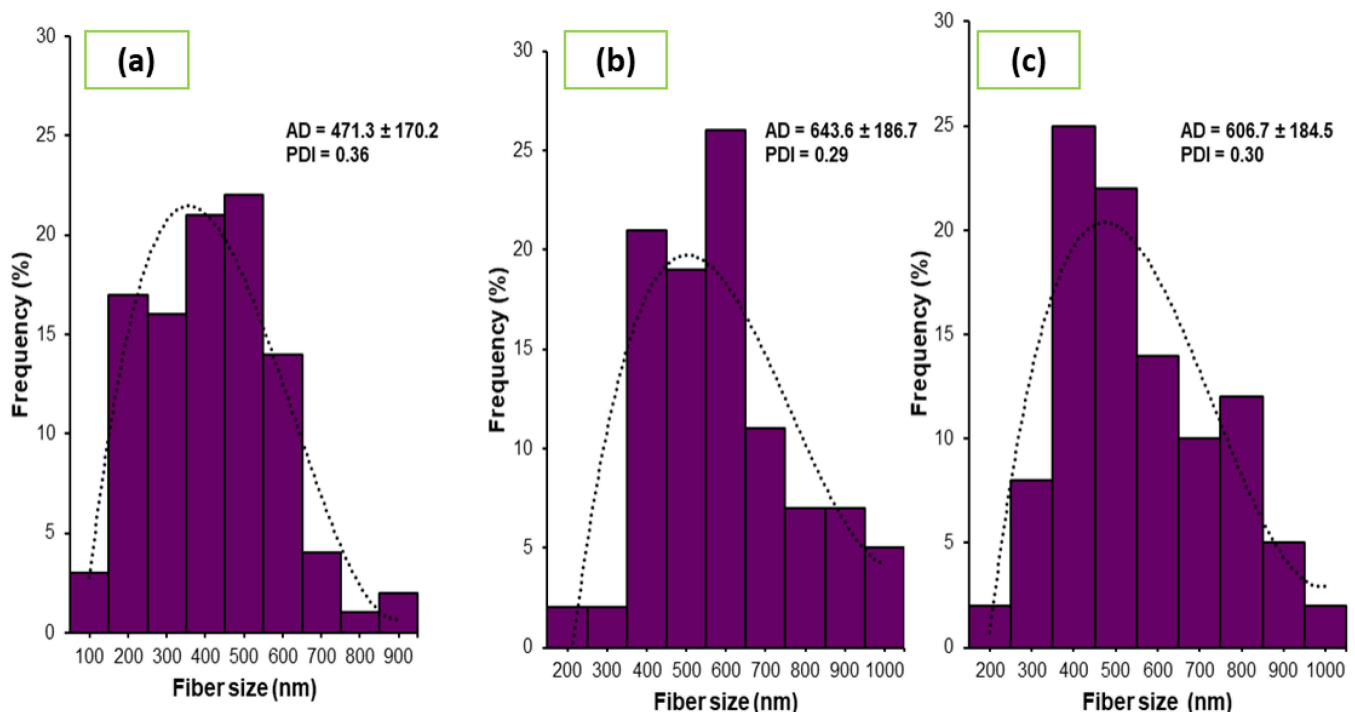 (a)
AD = 471.3 ± 170.2
PDI = 0.36
Frequency (%)
30
25
20
15
10
5
0
100 200 300 400 500 600 700 800 900
Fiber size (nm)
(b)
AD = 643.6 ± 186.7
PDI = 0.29
Frequency (%)
30
25
20
15
10
5
0
200 300 400 500 600 700 800 900 1000
Fiber size (nm)
(c)
AD = 606.7 ± 184.5
PDI = 0.30
Frequency (%)
30
25
20
15
10
5
0
200 300 400 500 600 700 800 900 1000
Fiber size (nm)